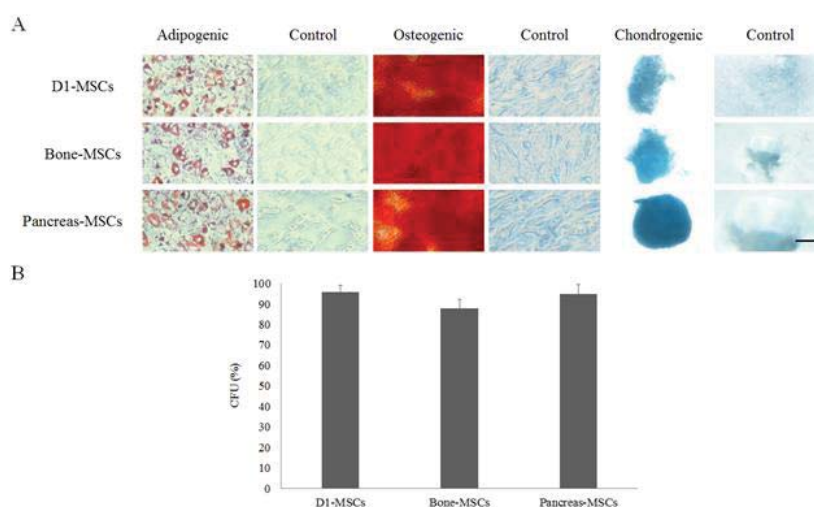 A
Adipogenic Control Osteogenic Control Chondrogenic Control
D1-MSCs
Bone-MSCs
Pancreas-MSCs
B
100
90
80
70
60
50
40
30
20
10
0
CFU (%)
D1-MSCs Bone-MSCs Pancreas-MSCs